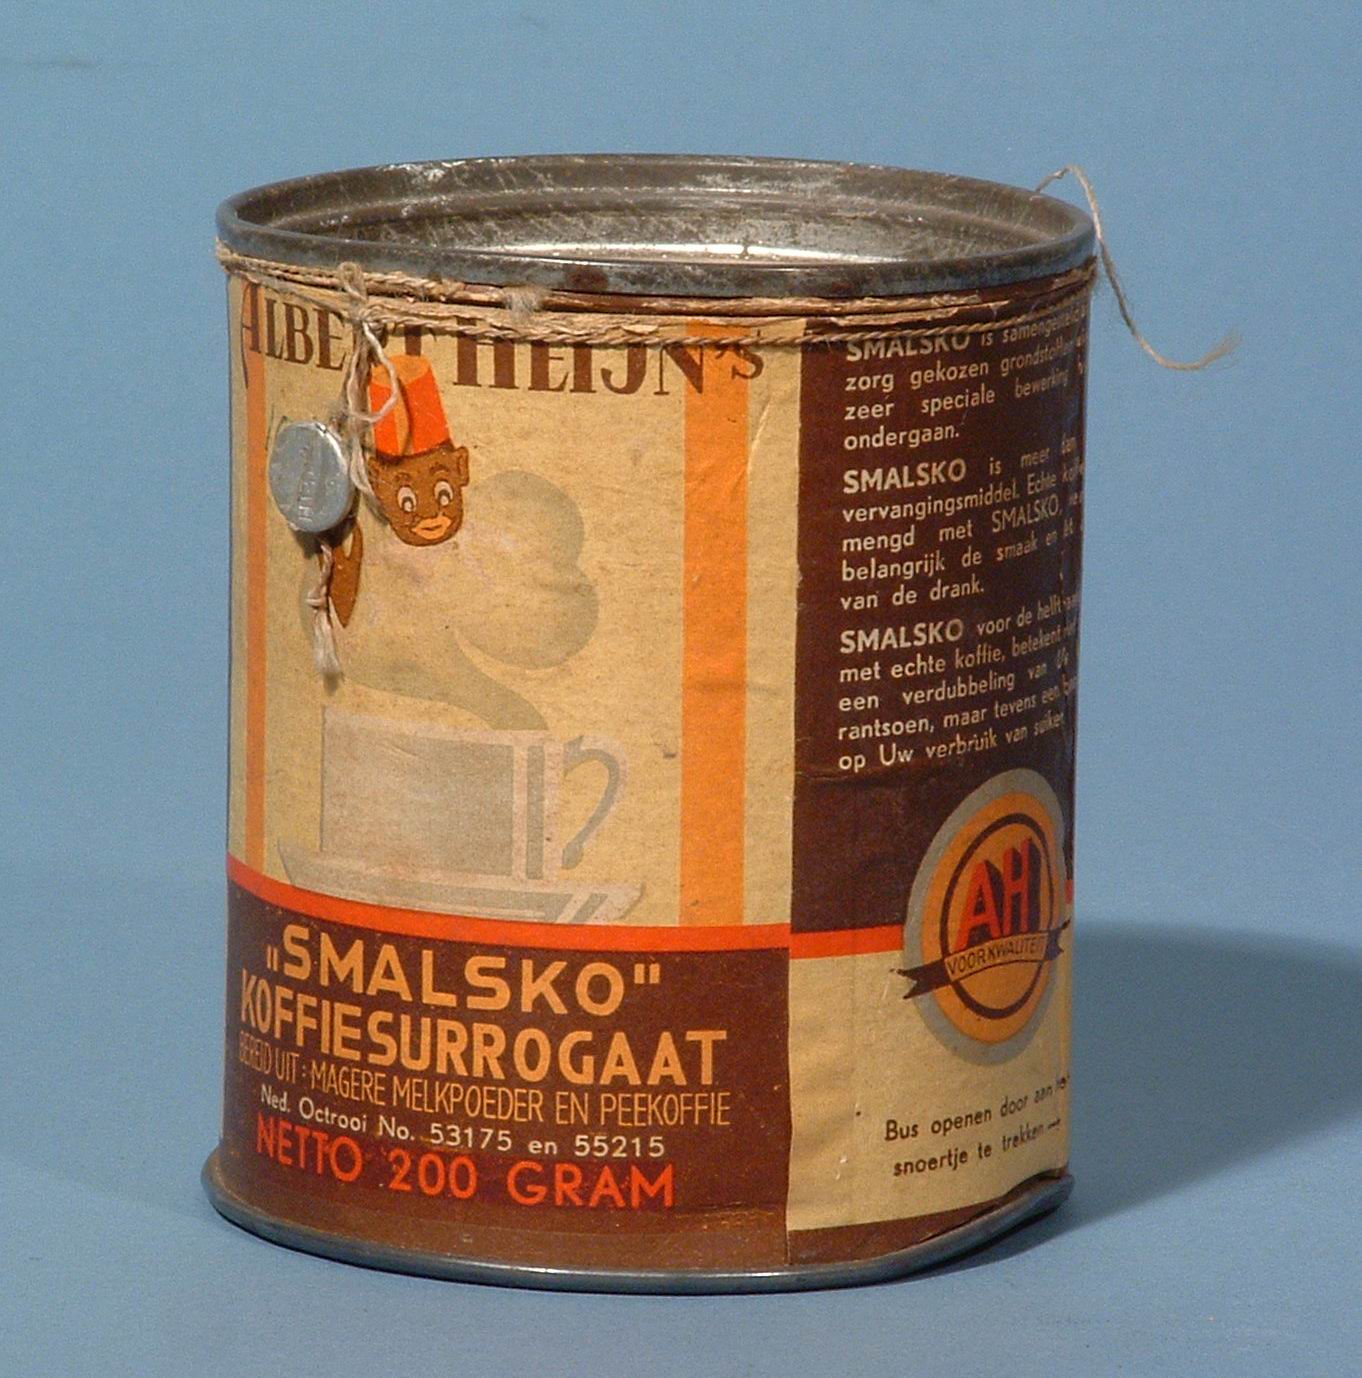 ALBERT HEIJN's
„SMALSKO"
KOFFIESURROGAAT
BEREID UIT: MAGERE MELKPOEDER EN PEEKOFFIE
Ned. Octrooi No. 53175 en 55215
NETTO 200 GRAM
SMALSKO is samengesteld
zorg gekozen grondstoffen
zeer speciale bewerking
ondergaan.
SMALSKO is meer dan
vervangingsmiddel. Echte
mengd met SMALSKO,
belangrijk de smaak en
van de drank.
SMALSKO voor de helft
met echte koffie, betekent
een verdubbeling van Uw
rantsoen, maar tevens een
op Uw verbruik van suiker
AH
VOOR KWALITEIT
Bus openen door aan
snoertje te trekken